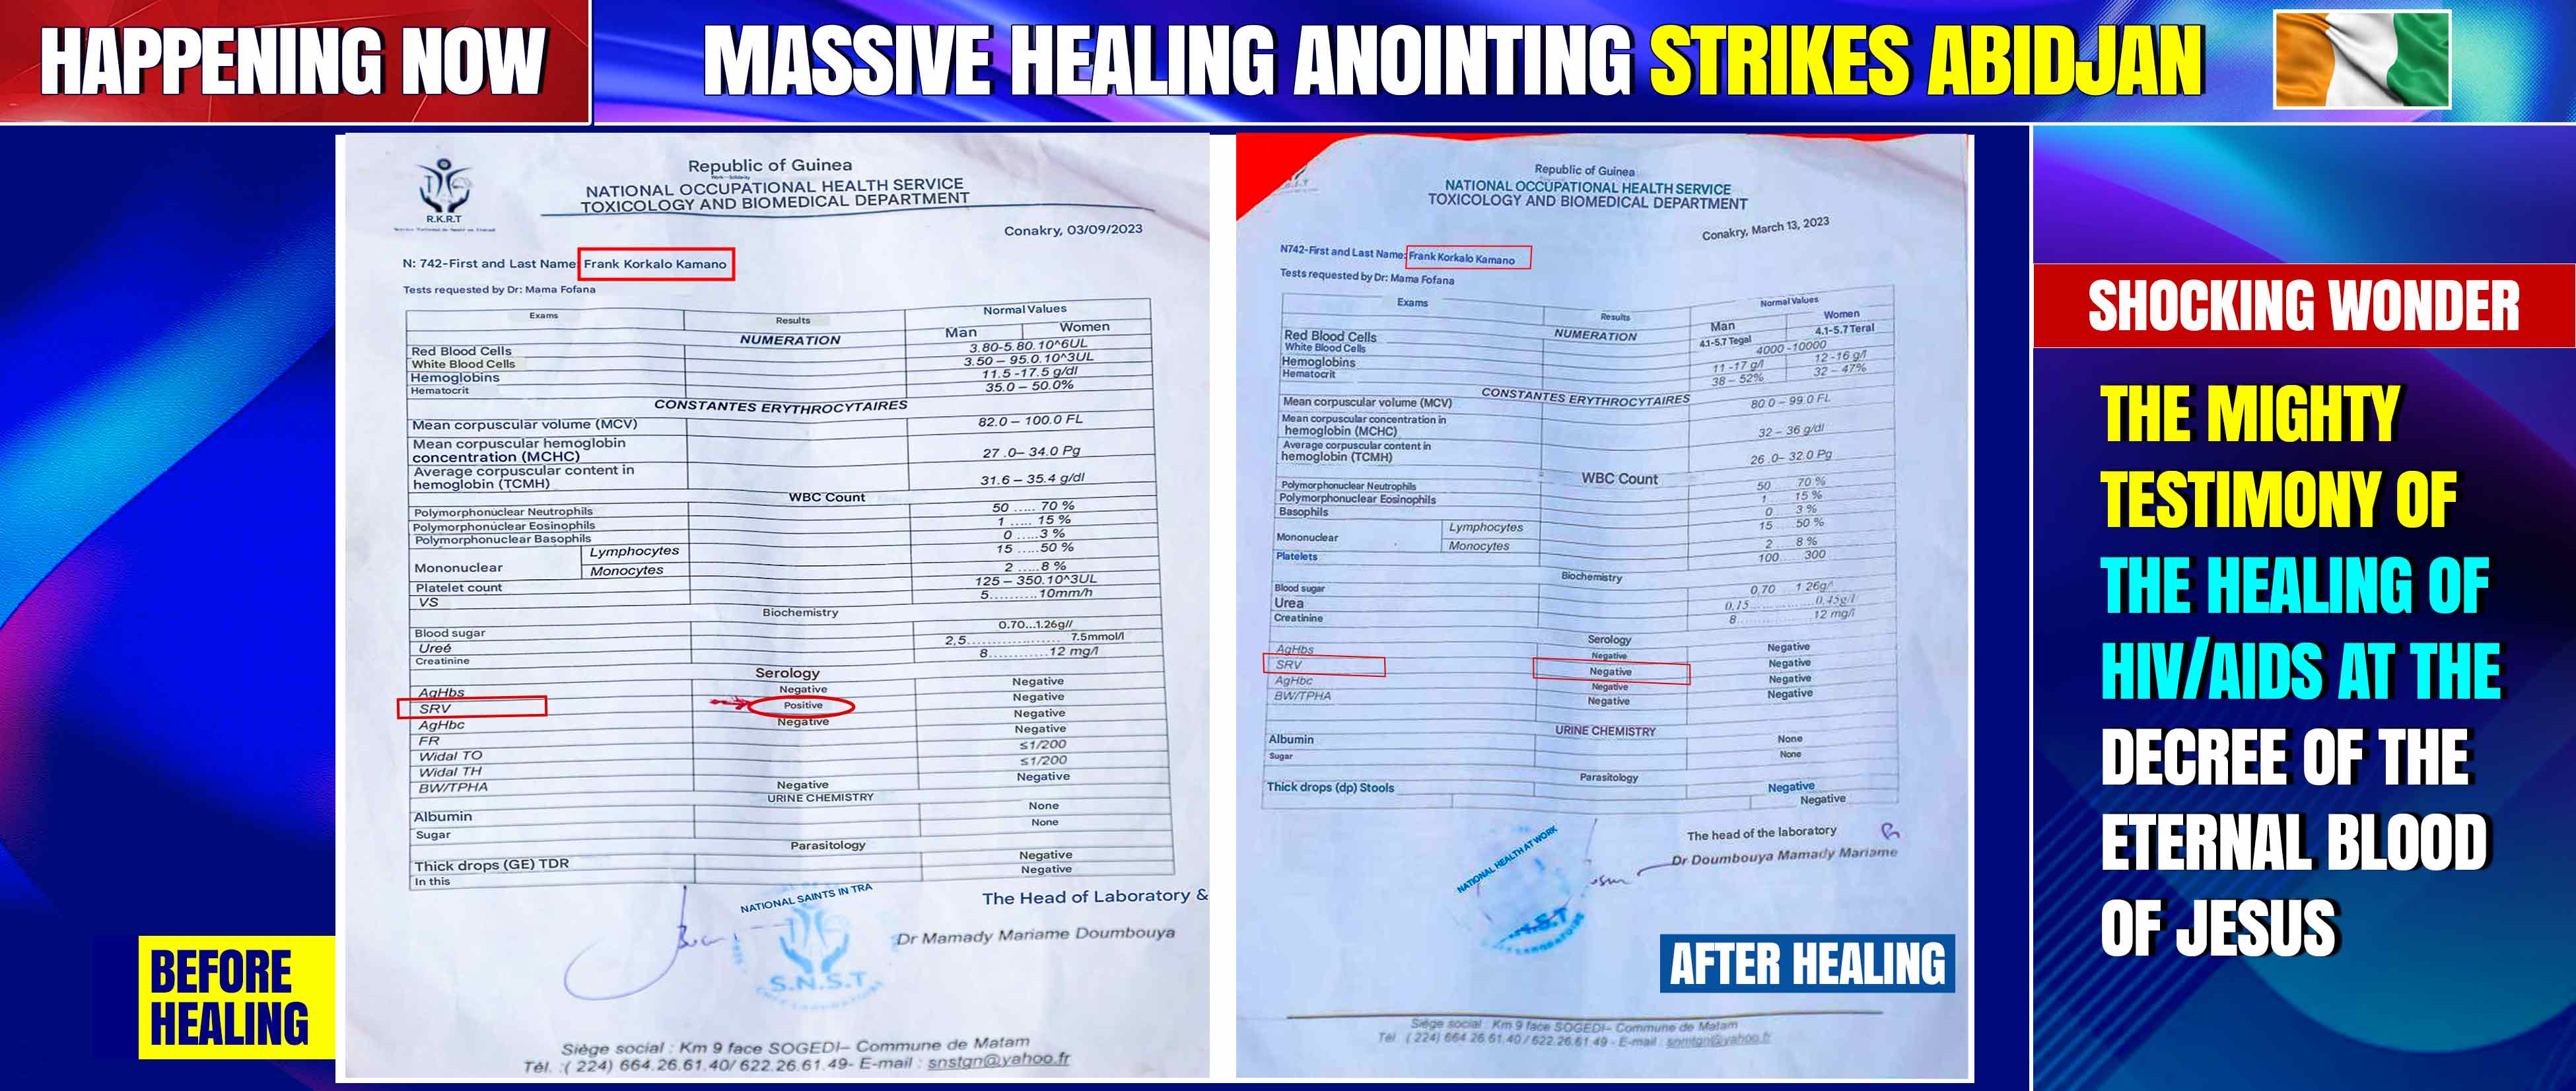 HAPPENING NOW
MASSIVE HEALING ANOINTING STRIKES ABIDJAN
Republic of Guinea
NATIONAL OCCUPATIONAL HEALTH SERVICE
TOXICOLOGY AND BIOMEDICAL DEPARTMENT
R.K.R.T
Conakry, 03/09/2023
N: 742-First and Last Name: Frank Korkalo Kamano
Tests requested by Dr: Mama Fofana
Exams Results Normal Values
NUMERATION Man Women
Red Blood Cells 3.80-5.80.10^6UL
White Blood Cells 3.50 – 95.0.10^3UL
Hemoglobins 11.5 -17.5 g/dl
Hematocrit 35.0 – 50.0%
CONSTANTES ERYTHROCYTAIRES
Mean corpuscular volume (MCV) 82.0 – 100.0 FL
Mean corpuscular hemoglobin
concentration (MCHC) 27 .0– 34.0 Pg
Average corpuscular content in
hemoglobin (TCMH) 31.6 – 35.4 g/dl
WBC Count
Polymorphonuclear Neutrophils 50 ..... 70 %
Polymorphonuclear Eosinophils 1 ..... 15 %
Polymorphonuclear Basophils 0 .....3 %
Mononuclear Lymphocytes 15 .....50 %
Monocytes 2 .....8 %
Platelet count 125 – 350.10^3UL
VS 5..........10mm/h
Biochemistry
Blood sugar 0.70...1.26g//
Ureé 2,5.................... 7.5mmol/l
Creatinine 8............12 mg/l
Serology
AgHbs Negative Negative
SRV Positive Negative
AgHbc Negative Negative
FR Negative
Widal TO ≤1/200
Widal TH ≤1/200
BW/TPHA Negative Negative
URINE CHEMISTRY
Albumin None
Sugar None
Parasitology
Thick drops (GE) TDR Negative
In this Negative
NATIONAL SAINTS IN TRA
The Head of Laboratory &
Dr Mamady Mariame Doumbouya
S.N.S.T
Siège social : Km 9 face SOGEDI– Commune de Matam
Tél. :( 224) 664.26.61.40/ 622.26.61.49- E-mail : snstgn@yahoo.fr
BEFORE
HEALING
Republic of Guinea
NATIONAL OCCUPATIONAL HEALTH SERVICE
TOXICOLOGY AND BIOMEDICAL DEPARTMENT
Conakry, March 13, 2023
N742-First and Last Name: Frank Korkalo Kamano
Tests requested by Dr: Mama Fofana
Exams Results Normal Values
NUMERATION Man Women
Red Blood Cells 4.1-5.7 Tegal 4.1-5.7 Teral
White Blood Cells 4000 -10000
Hemoglobins 11 -17 g/l 12 -16 g/l
Hematocrit 38 – 52% 32 – 47%
CONSTANTES ERYTHROCYTAIRES
Mean corpuscular volume (MCV) 80.0 – 99.0 FL
Mean corpuscular concentration in
hemoglobin (MCHC) 32 – 36 g/dl
Average corpuscular content in
hemoglobin (TCMH) 26 .0– 32.0 Pg
WBC Count
Polymorphonuclear Neutrophils 50 70 %
Polymorphonuclear Eosinophils 1 15 %
Basophils 0 3 %
Mononuclear Lymphocytes 15 50 %
Monocytes 2 8 %
Platelets 100 300
Biochemistry
Blood sugar 0,70 1 26g/l
Urea 0,15 0,45g/l
Creatinine 8 12 mg/l
Serology
AgHbs Negative Negative
SRV Negative Negative
AgHbc Negative Negative
BW/TPHA Negative Negative
URINE CHEMISTRY
Albumin None
Sugar None
Parasitology
Thick drops (dp) Stools Negative
Negative
NATIONAL HEALTH AT WORK
The head of the laboratory
Dr Doumbouya Mamady Mariame
AFTER HEALING
Siège social : Km 9 face SOGEDI– Commune de Matam
Tél. :( 224) 664 26 61 40 / 622.26.61 49 - E-mail :
SHOCKING WONDER
THE MIGHTY
TESTIMONY OF
THE HEALING OF
HIV/AIDS AT THE
DECREE OF THE
ETERNAL BLOOD
OF JESUS